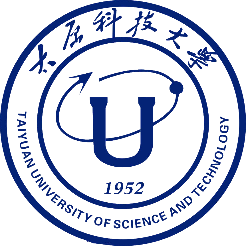 太原科技大学
U
1952
TAIYUAN UNIVERSITY OF SCIENCE AND TECHNOLOGY